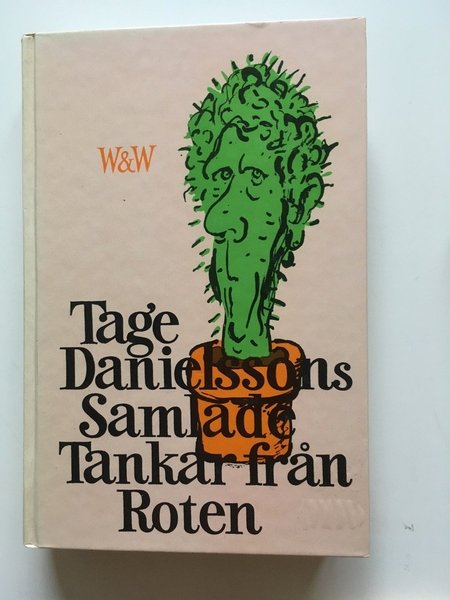 W&W
Tage
Danielssons
Samlade
Tankar från
Roten